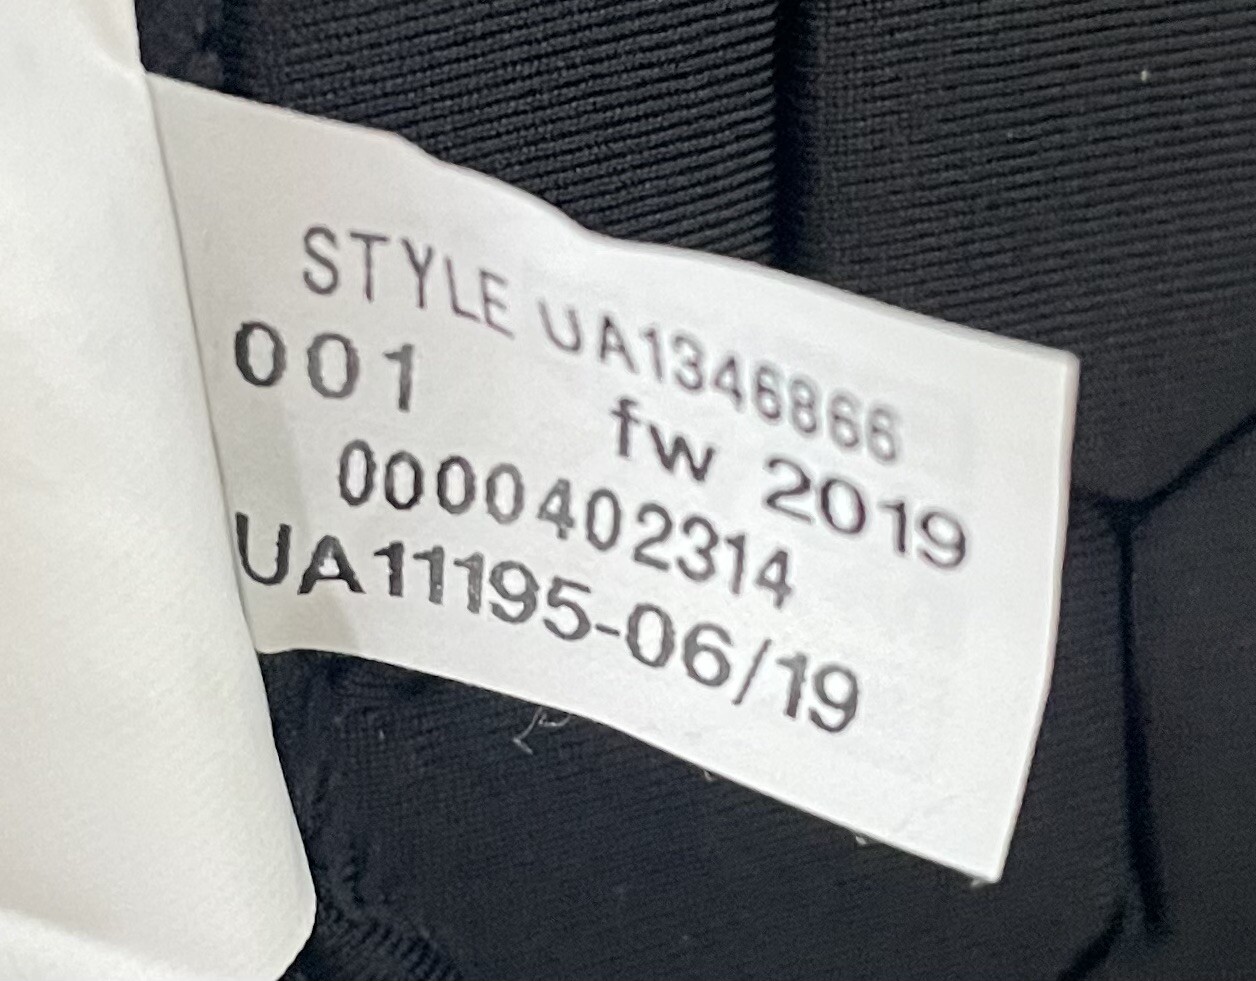 STYLE UA1346866
001 fw 2019
0000402314
UA11195-06/19